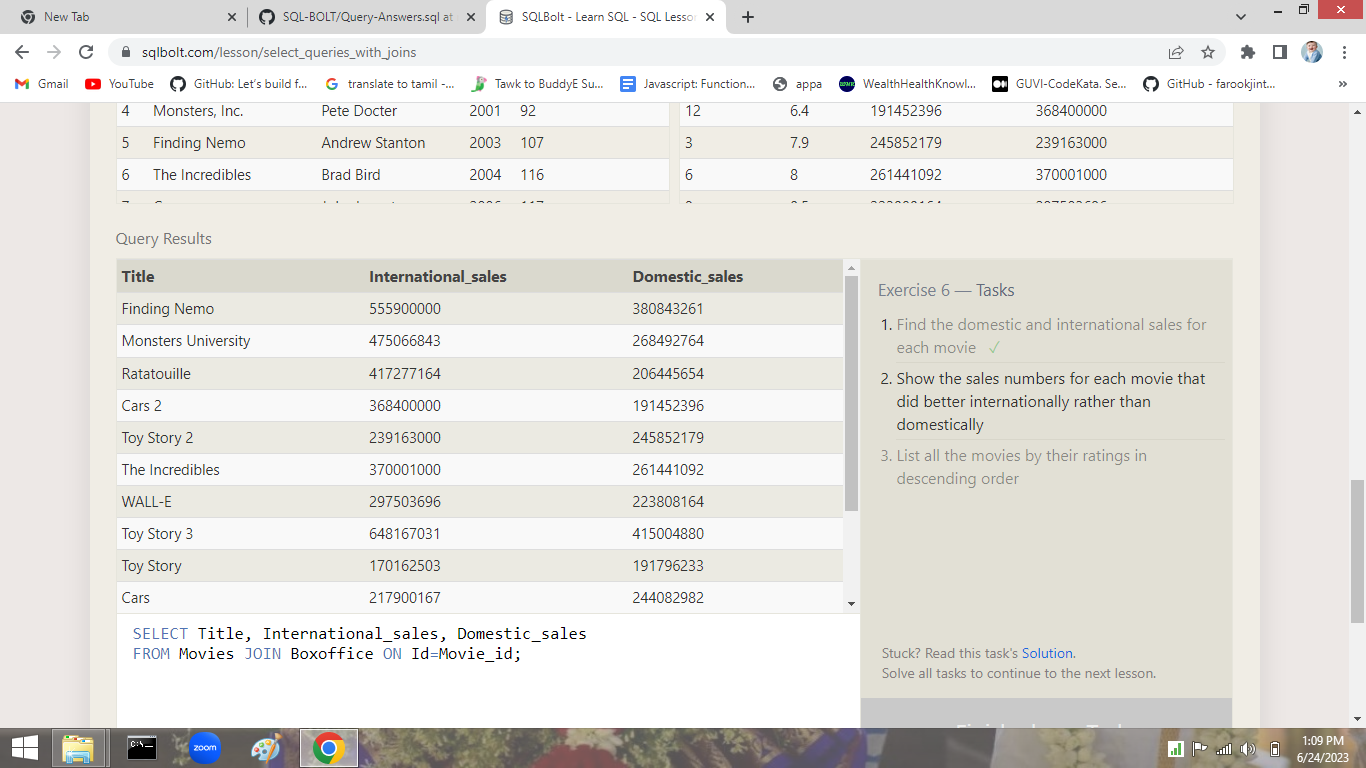 New Tab
SQL-BOLT/Query-Answers.sql at
SQLBolt - Learn SQL - SQL Lesso
sqlbolt.com/lesson/select_queries_with_joins
Gmail YouTube GitHub: Let's build f... translate to tamil -... Tawk to BuddyE Su... Javascript: Function... appa WealthHealthKnowl... GUVI-CodeKata. Se... GitHub - farookjint... »
4 Monsters, Inc. Pete Docter 2001 92 12 6.4 191452396 368400000
5 Finding Nemo Andrew Stanton 2003 107 3 7.9 245852179 239163000
6 The Incredibles Brad Bird 2004 116 6 8 261441092 370001000
Query Results
Title International_sales Domestic_sales
Finding Nemo 555900000 380843261
Monsters University 475066843 268492764
Ratatouille 417277164 206445654
Cars 2 368400000 191452396
Toy Story 2 239163000 245852179
The Incredibles 370001000 261441092
WALL-E 297503696 223808164
Toy Story 3 648167031 415004880
Toy Story 170162503 191796233
Cars 217900167 244082982
SELECT Title, International_sales, Domestic_sales
FROM Movies JOIN Boxoffice ON Id=Movie_id;
Exercise 6 — Tasks
1. Find the domestic and international sales for
each movie ✓
2. Show the sales numbers for each movie that
did better internationally rather than
domestically
3. List all the movies by their ratings in
descending order
Stuck? Read this task's Solution.
Solve all tasks to continue to the next lesson.
C:\_
zoom
1:09 PM
6/24/2023